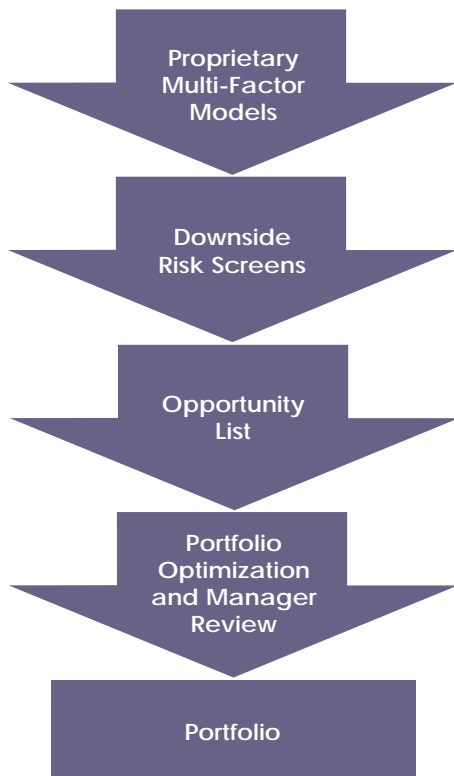 Proprietary
Multi-Factor
Models
Downside
Risk Screens
Opportunity
List
Portfolio
Optimization
and Manager
Review
Portfolio